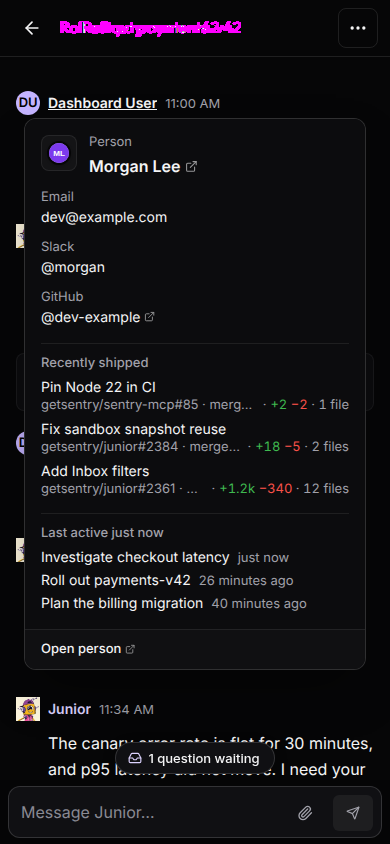 DU Dashboard User 11:00 AM
Person
ML
Morgan Lee
Email
dev@example.com
Slack
@morgan
GitHub
@dev-example
Recently shipped
Pin Node 22 in CI
getsentry/sentry-mcp#85 · merg... · +2 −2 · 1 file
Fix sandbox snapshot reuse
getsentry/junior#2384 · merge... · +18 −5 · 2 files
Add Inbox filters
getsentry/junior#2361 · ... · +1.2k −340 · 12 files
Last active just now
Investigate checkout latency just now
Roll out payments-v42 26 minutes ago
Plan the billing migration 40 minutes ago
Open person
Junior 11:34 AM
The canary error rate is flat for 30 minutes,
and p95 latency did not move. I need your
1 question waiting
Message Junior...